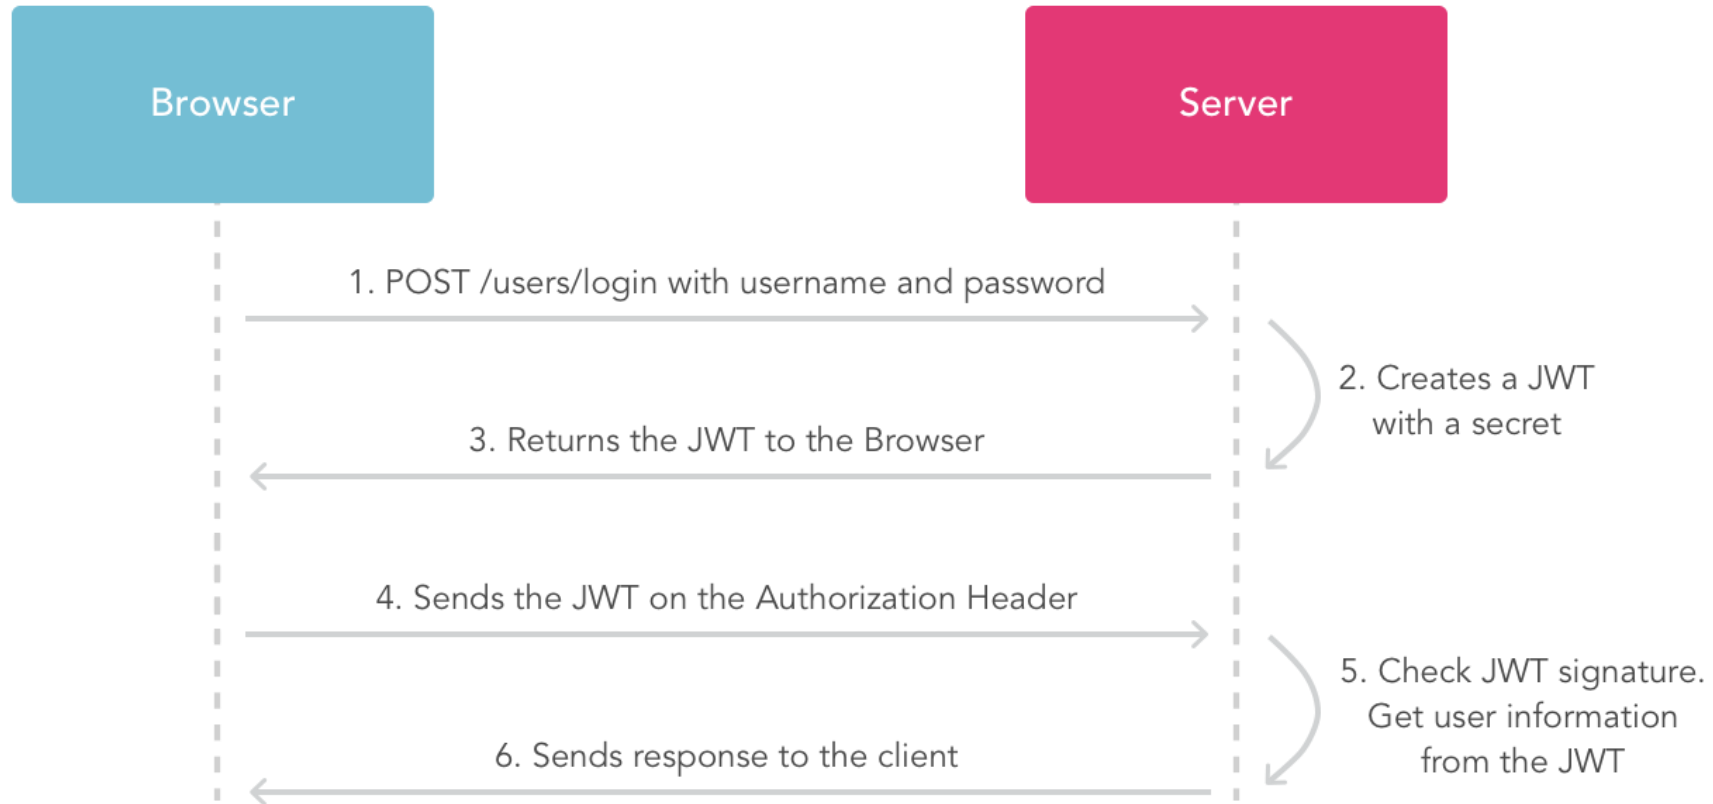 Browser
Server
1. POST /users/login with username and password
2. Creates a JWT
with a secret
3. Returns the JWT to the Browser
4. Sends the JWT on the Authorization Header
5. Check JWT signature.
Get user information
from the JWT
6. Sends response to the client